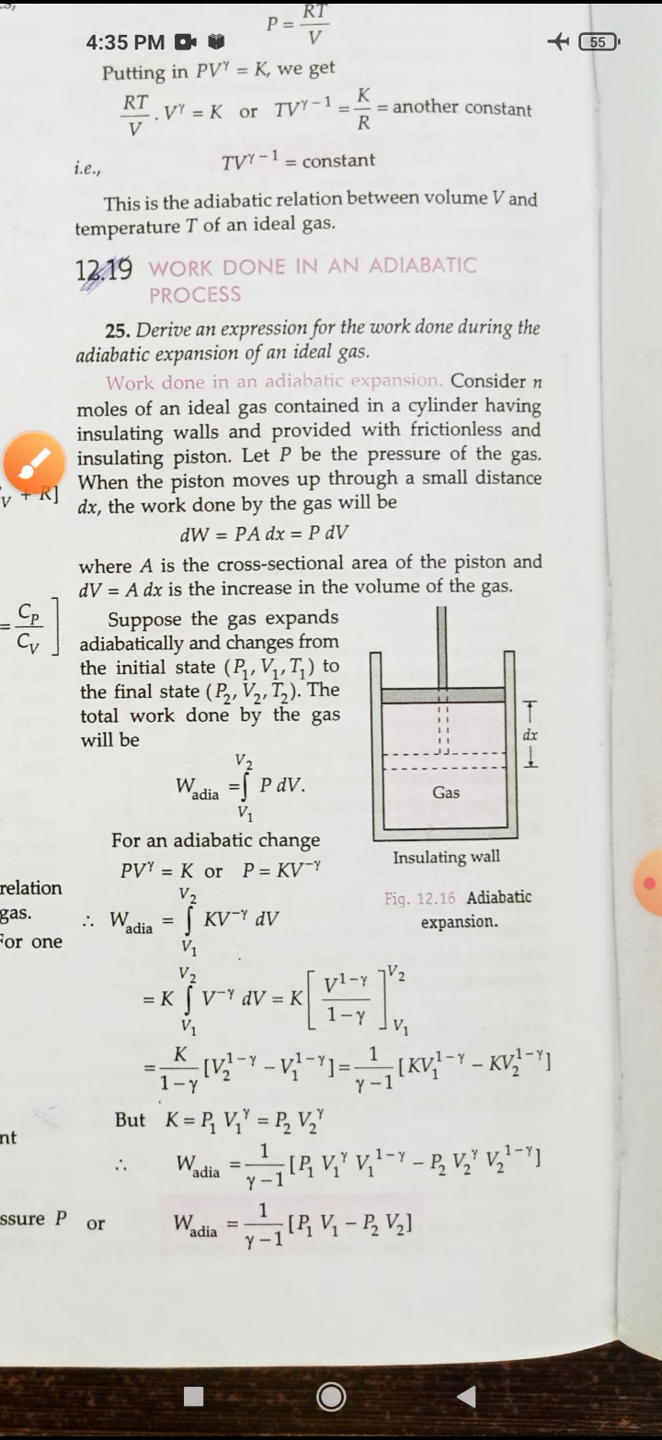 4:35 PM
55
P = RT/V
Putting in PV^γ = K, we get
RT/V . V^γ = K or TV^(γ – 1) = K/R = another constant
i.e., TV^(γ – 1) = constant
This is the adiabatic relation between volume V and
temperature T of an ideal gas.
12.19 WORK DONE IN AN ADIABATIC
PROCESS
25. Derive an expression for the work done during the
adiabatic expansion of an ideal gas.
Work done in an adiabatic expansion. Consider n
moles of an ideal gas contained in a cylinder having
insulating walls and provided with frictionless and
insulating piston. Let P be the pressure of the gas.
When the piston moves up through a small distance
V + R]
dx, the work done by the gas will be
dW = PA dx = P dV
where A is the cross-sectional area of the piston and
dV = A dx is the increase in the volume of the gas.
= C_P/C_V ]
Suppose the gas expands
adiabatically and changes from
the initial state (P₁, V₁, T₁) to
the final state (P₂, V₂, T₂). The
total work done by the gas
will be
W_adia = ∫_(V₁)^(V₂) P dV.
dx
Gas
Insulating wall
Fig. 12.16 Adiabatic
expansion.
For an adiabatic change
PV^γ = K or P = KV^(–γ)
relation
gas.
For one
∴ W_adia = ∫_(V₁)^(V₂) KV^(–γ) dV
= K ∫_(V₁)^(V₂) V^(–γ) dV = K [ V^(1–γ)/(1–γ) ]_(V₁)^(V₂)
= K/(1–γ) [V₂^(1–γ) – V₁^(1–γ)] = 1/(γ–1) [KV₁^(1–γ) – KV₂^(1–γ)]
But K = P₁ V₁^γ = P₂ V₂^γ
nt
∴ W_adia = 1/(γ–1) [P₁ V₁^γ V₁^(1–γ) – P₂ V₂^γ V₂^(1–γ)]
ssure P
or W_adia = 1/(γ–1) [P₁ V₁ – P₂ V₂]